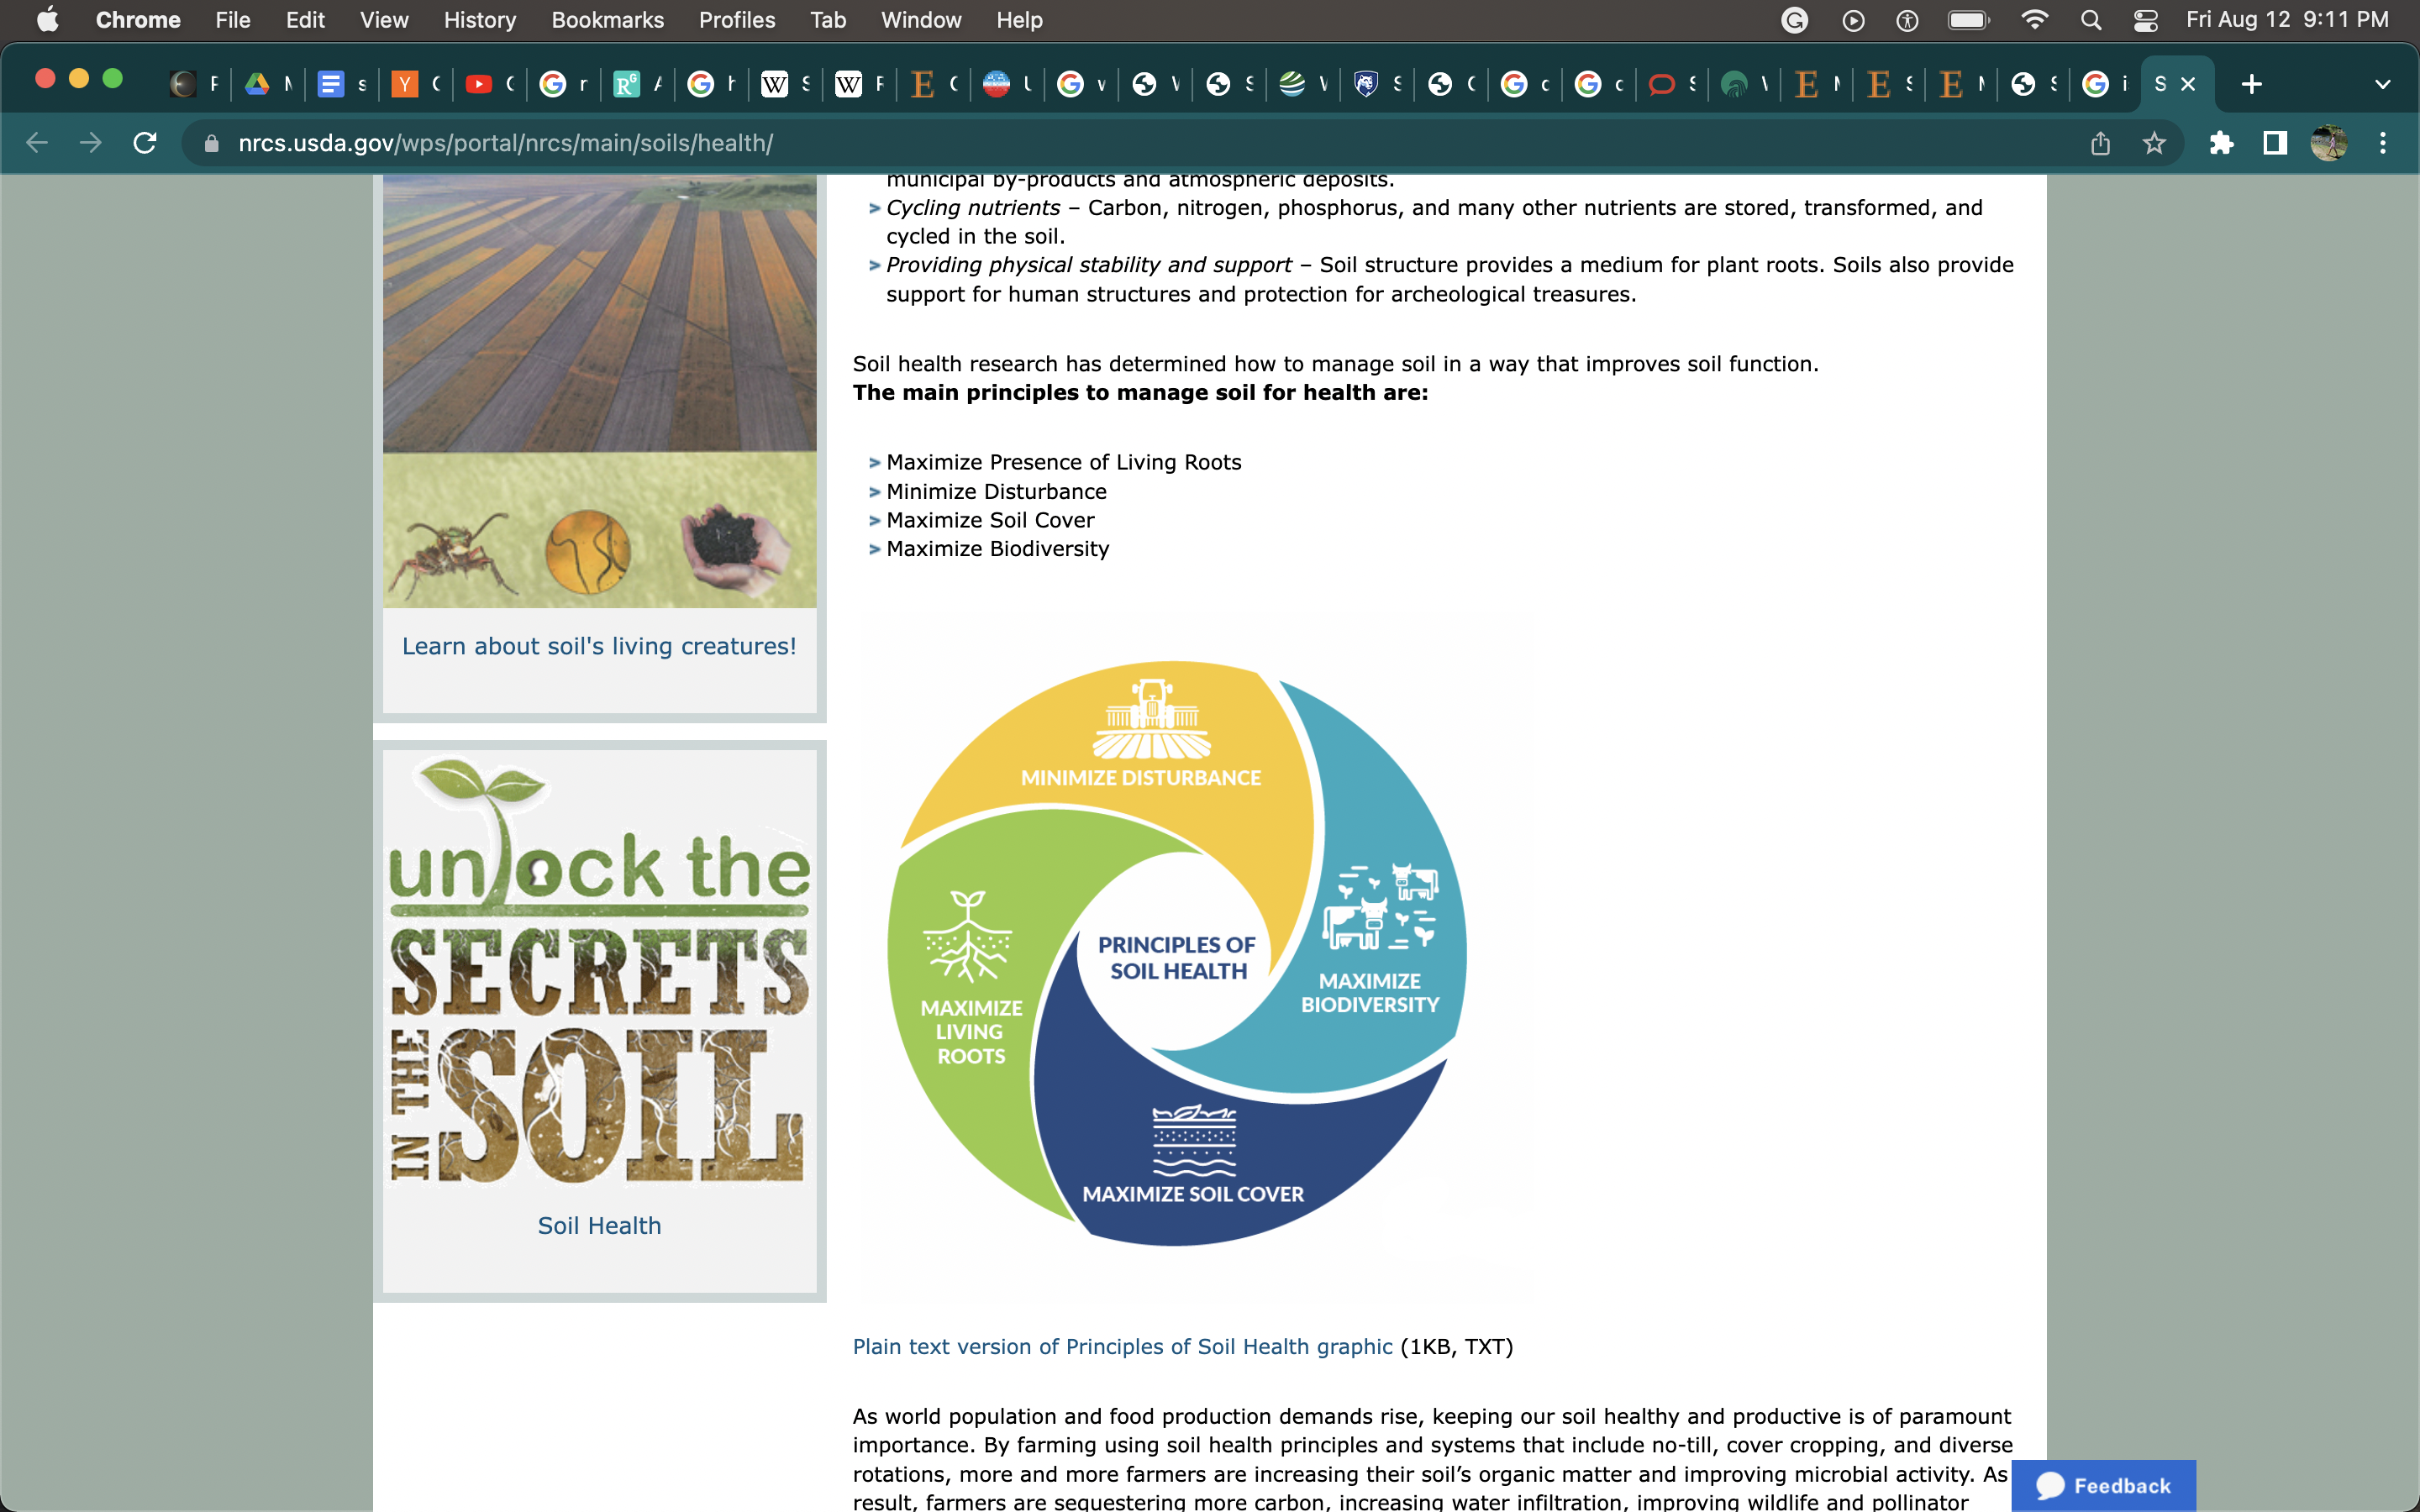 Chrome File Edit View History Bookmarks Profiles Tab Window Help Fri Aug 12 9:11 PM
nrcs.usda.gov/wps/portal/nrcs/main/soils/health/
municipal by-products and atmospheric deposits.
> Cycling nutrients – Carbon, nitrogen, phosphorus, and many other nutrients are stored, transformed, and
cycled in the soil.
> Providing physical stability and support – Soil structure provides a medium for plant roots. Soils also provide
support for human structures and protection for archeological treasures.
Soil health research has determined how to manage soil in a way that improves soil function.
The main principles to manage soil for health are:
> Maximize Presence of Living Roots
> Minimize Disturbance
> Maximize Soil Cover
> Maximize Biodiversity
Learn about soil's living creatures!
unlock the
SECRETS
IN THE
SOIL
Soil Health
MINIMIZE DISTURBANCE
MAXIMIZE
BIODIVERSITY
PRINCIPLES OF
SOIL HEALTH
MAXIMIZE
LIVING
ROOTS
MAXIMIZE SOIL COVER
Plain text version of Principles of Soil Health graphic (1KB, TXT)
As world population and food production demands rise, keeping our soil healthy and productive is of paramount
importance. By farming using soil health principles and systems that include no-till, cover cropping, and diverse
rotations, more and more farmers are increasing their soil’s organic matter and improving microbial activity. As
result, farmers are sequestering more carbon, increasing water infiltration, improving wildlife and pollinator
Feedback